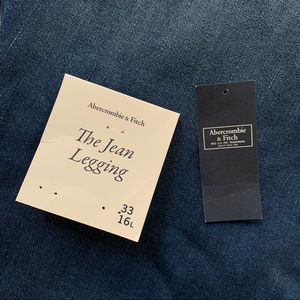 Abercrombie & Fitch
The Jean
Legging
.33
16L
Abercrombie
& Fitch